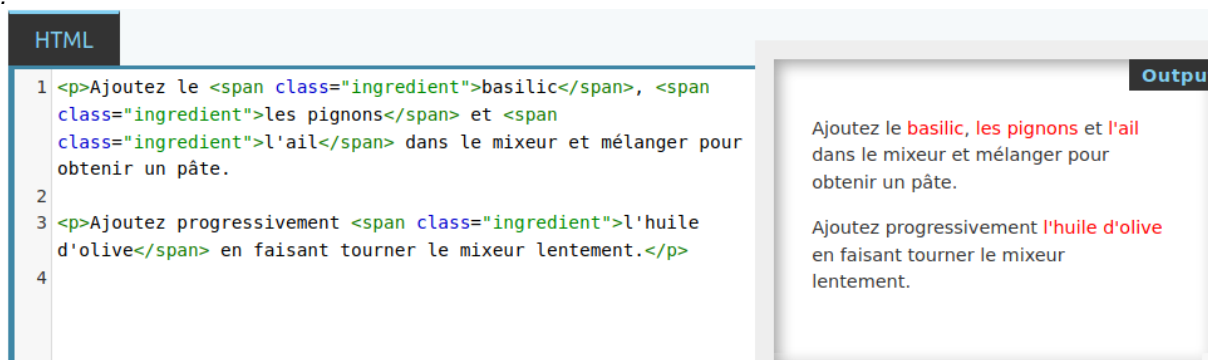 HTML
1 <p>Ajoutez le <span class="ingredient">basilic</span>, <span
class="ingredient">les pignons</span> et <span
class="ingredient">l'ail</span> dans le mixeur et mélanger pour
obtenir un pâte.
2
3 <p>Ajoutez progressivement <span class="ingredient">l'huile
d'olive</span> en faisant tourner le mixeur lentement.</p>
4
Outpu
Ajoutez le basilic, les pignons et l'ail
dans le mixeur et mélanger pour
obtenir un pâte.
Ajoutez progressivement l'huile d'olive
en faisant tourner le mixeur
lentement.